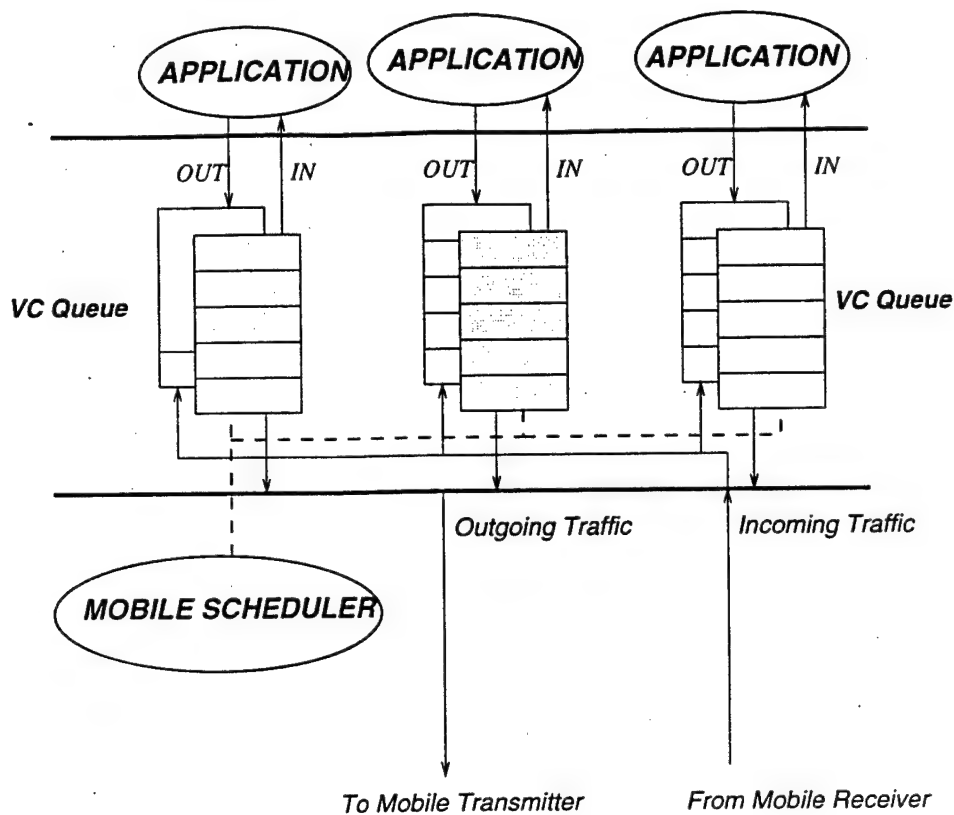 APPLICATION APPLICATION APPLICATION
OUT IN OUT IN OUT IN
VC Queue VC Queue
Outgoing Traffic Incoming Traffic
MOBILE SCHEDULER
To Mobile Transmitter From Mobile Receiver